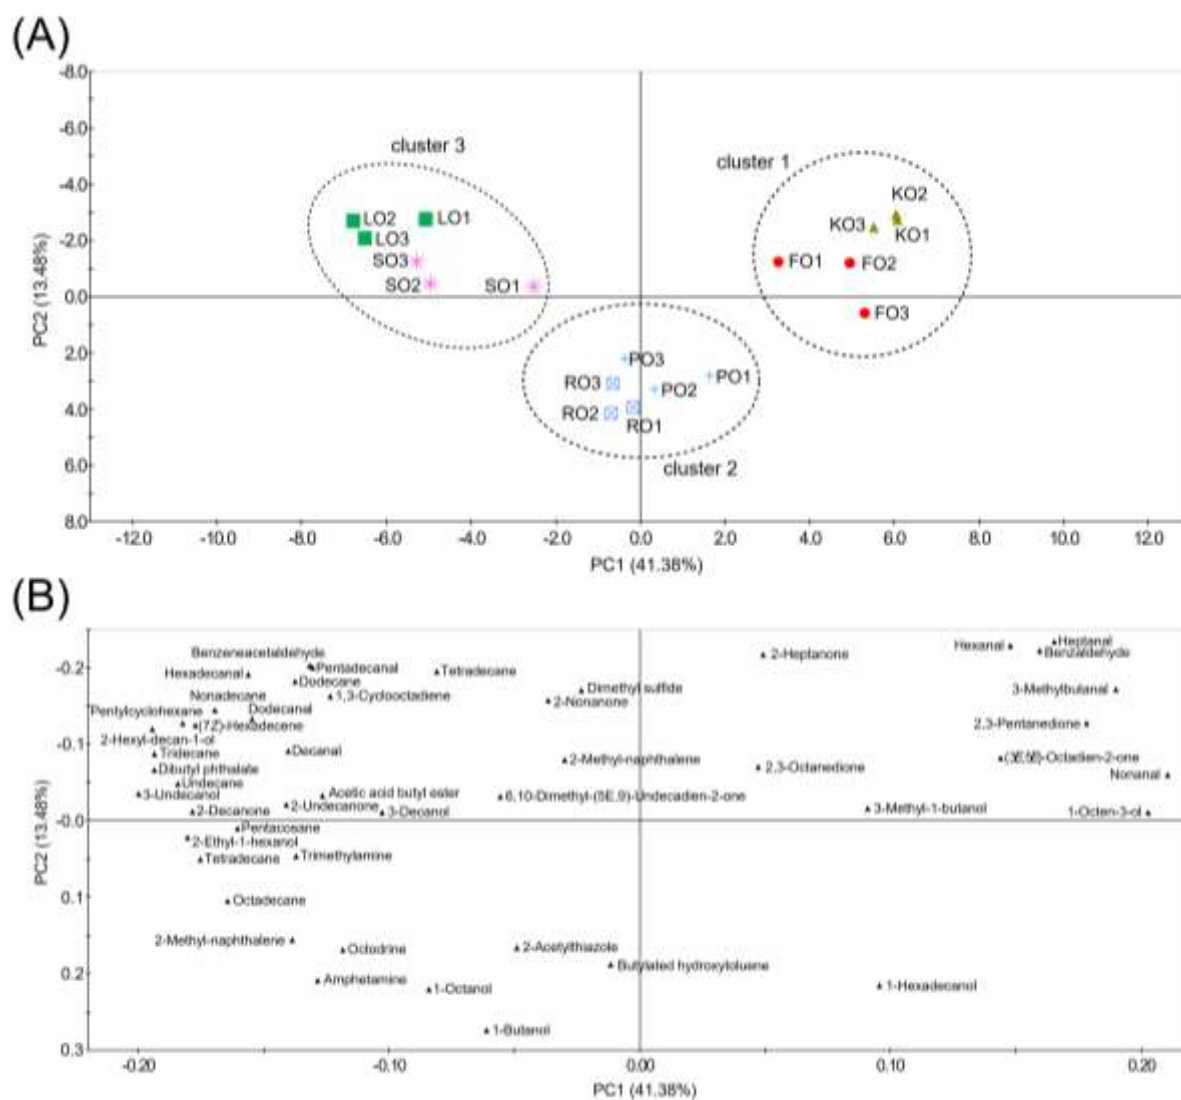 (A)
-8.0
-6.0
cluster 3
cluster 1
-4.0
KO2
LO2
LO1
KO3
KO1
-2.0
LO3
SO3
FO1
FO2
SO2
SO1
0.0
FO3
PC2 (13.48%)
2.0
PO3
PO1
RO3
PO2
4.0
RO2
RO1
cluster 2
6.0
8.0
-12.0 -10.0 -8.0 -6.0 -4.0 -2.0 0.0 2.0 4.0 6.0 8.0 10.0 12.0
PC1 (41.38%)
(B)
Benzeneacetaldehyde
Heptanal
Hexanal
Benzaldehyde
2-Heptanone
-0.2
Pentadecanal
Tetradecane
Hexadecanal
Dodecane
Dimethyl sulfide
3-Methylbutanal
Nonadecane
1,3-Cyclooctadiene
2-Nonanone
Pentylcyclohexane
Dodecanal
2,3-Pentanedione
(7Z)-Hexadecene
2-Hexyl-decan-1-ol
-0.1
Tridecane
Decanal
2-Methyl-naphthalene
-Octadien-2-one
Dibutyl phthalate
2,3-Octanedione
Nonanal
Undecane
3-Undecanol
Acetic acid butyl ester
6,10-Dimethyl-(5E,9)-Undecadien-2-one
2-Decanone
2-Undecanone
3-Decanol
3-Methyl-1-butanol
1-Octen-3-ol
-0.0
Pentacosane
2-Ethyl-1-hexanol
Tetradecane
Trimethylamine
PC2 (13.48%)
0.1
Octadecane
2-Methyl-naphthalene
Octodrine
2-Acetylthiazole
0.2
Butylated hydroxytoluene
Amphetamine
1-Octanol
1-Hexadecanol
1-Butanol
0.3
-0.20 -0.10 0.00 0.10 0.20
PC1 (41.38%)